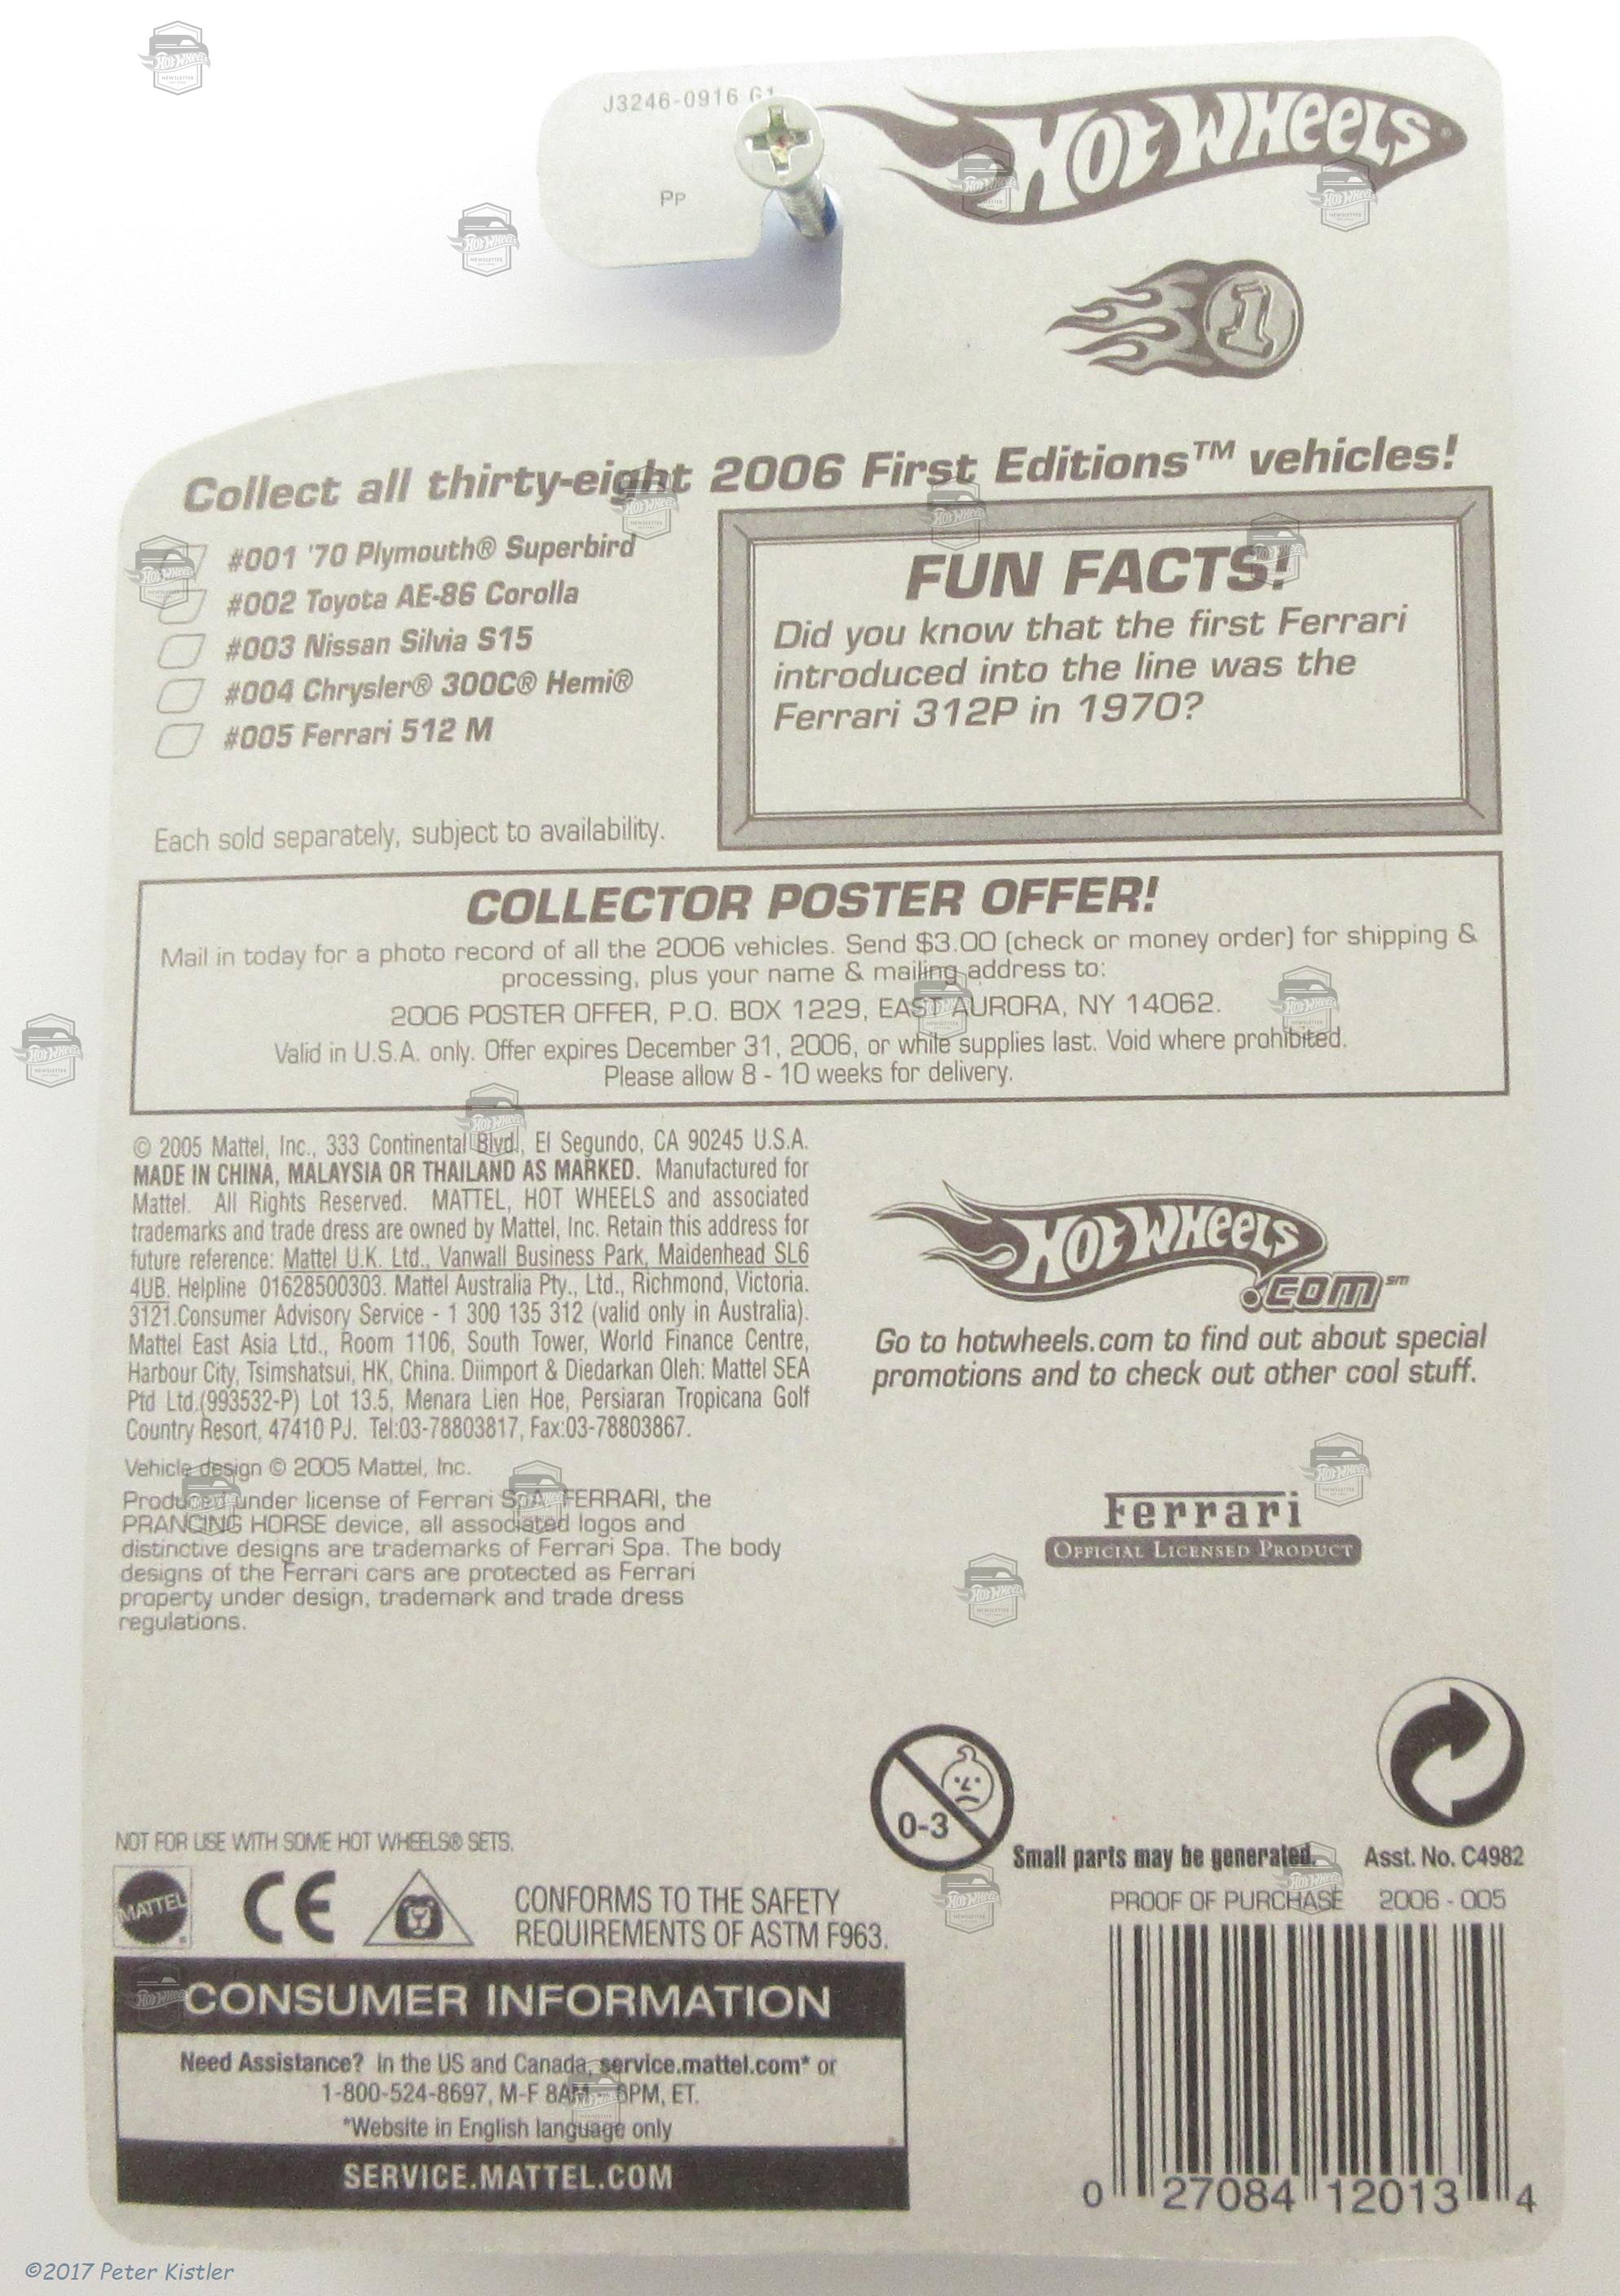 J3246-0916 G1
PP
HOT WHEELS
1
Collect all thirty-eight 2006 First Editions™ vehicles!
#001 '70 Plymouth® Superbird
#002 Toyota AE-86 Corolla
#003 Nissan Silvia S15
#004 Chrysler® 300C® Hemi®
#005 Ferrari 512 M
Each sold separately, subject to availability.
FUN FACTS!
Did you know that the first Ferrari
introduced into the line was the
Ferrari 312P in 1970?
COLLECTOR POSTER OFFER!
Mail in today for a photo record of all the 2006 vehicles. Send $3.00 (check or money order) for shipping &
processing, plus your name & mailing address to:
2006 POSTER OFFER, P.O. BOX 1229, EAST AURORA, NY 14062.
Valid in U.S.A. only. Offer expires December 31, 2006, or while supplies last. Void where prohibited.
Please allow 8 - 10 weeks for delivery.
© 2005 Mattel, Inc., 333 Continental Blvd., El Segundo, CA 90245 U.S.A.
MADE IN CHINA, MALAYSIA OR THAILAND AS MARKED. Manufactured for
Mattel. All Rights Reserved. MATTEL, HOT WHEELS and associated
trademarks and trade dress are owned by Mattel, Inc. Retain this address for
future reference: Mattel U.K. Ltd., Vanwall Business Park, Maidenhead SL6
4UB. Helpline 01628500303. Mattel Australia Pty., Ltd., Richmond, Victoria.
3121.Consumer Advisory Service - 1 300 135 312 (valid only in Australia).
Mattel East Asia Ltd., Room 1106, South Tower, World Finance Centre,
Harbour City, Tsimshatsui, HK, China. Diimport & Diedarkan Oleh: Mattel SEA
Ptd Ltd.(993532-P) Lot 13.5, Menara Lien Hoe, Persiaran Tropicana Golf
Country Resort, 47410 PJ. Tel:03-78803817, Fax:03-78803867.
Vehicle design © 2005 Mattel, Inc.
Produced under license of Ferrari SpA. FERRARI, the
PRANCING HORSE device, all associated logos and
distinctive designs are trademarks of Ferrari Spa. The body
designs of the Ferrari cars are protected as Ferrari
property under design, trademark and trade dress
regulations.
HOT WHEELS
.COM℠
Go to hotwheels.com to find out about special
promotions and to check out other cool stuff.
Ferrari
OFFICIAL LICENSED PRODUCT
0-3
Small parts may be generated.
Asst. No. C4982
PROOF OF PURCHASE 2006 - 005
NOT FOR USE WITH SOME HOT WHEELS® SETS.
MATTEL
CE
CONFORMS TO THE SAFETY
REQUIREMENTS OF ASTM F963.
CONSUMER INFORMATION
Need Assistance? In the US and Canada, service.mattel.com* or
1-800-524-8697, M-F 8AM - 6PM, ET.
*Website in English language only
SERVICE.MATTEL.COM
0 27084 12013 4
©2017 Peter Kistler